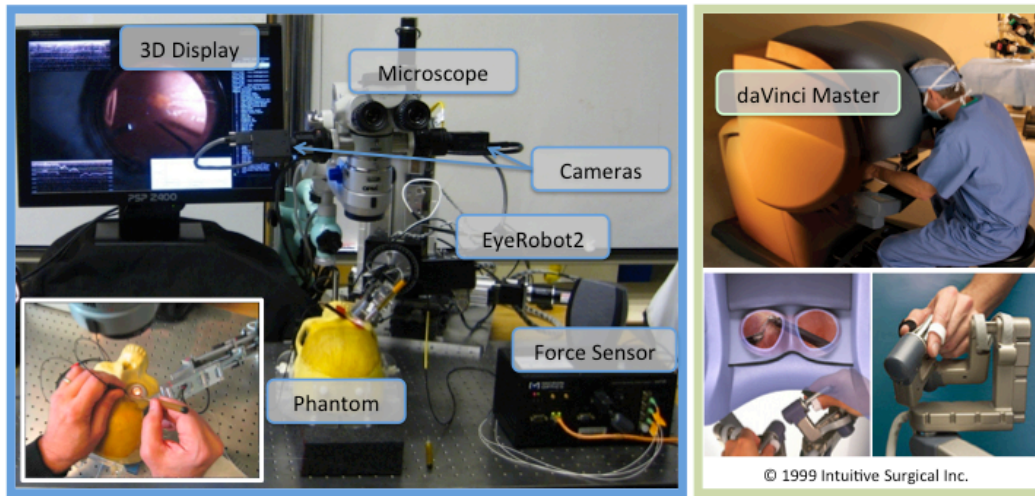 3D Display
Microscope
Cameras
EyeRobot2
Force Sensor
Phantom
PSP 2400
daVinci Master
© 1999 Intuitive Surgical Inc.